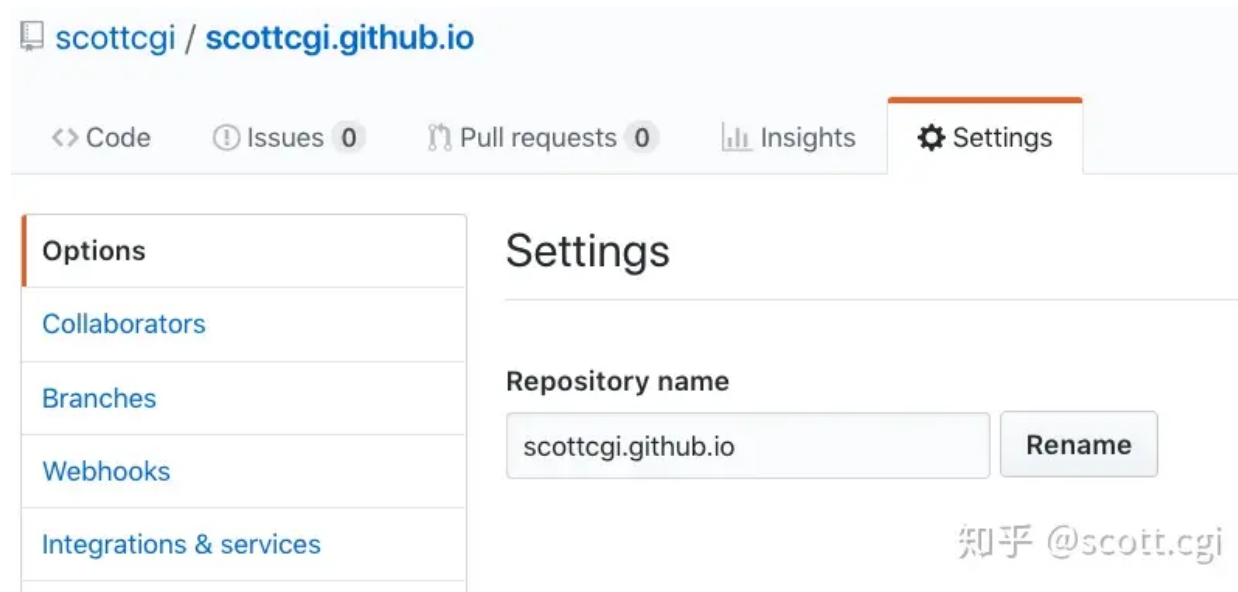 scottcgi / scottcgi.github.io
Code Issues 0 Pull requests 0 Insights Settings
Options
Collaborators
Branches
Webhooks
Integrations & services
Settings
Repository name
scottcgi.github.io Rename
知乎 @scott.cgi